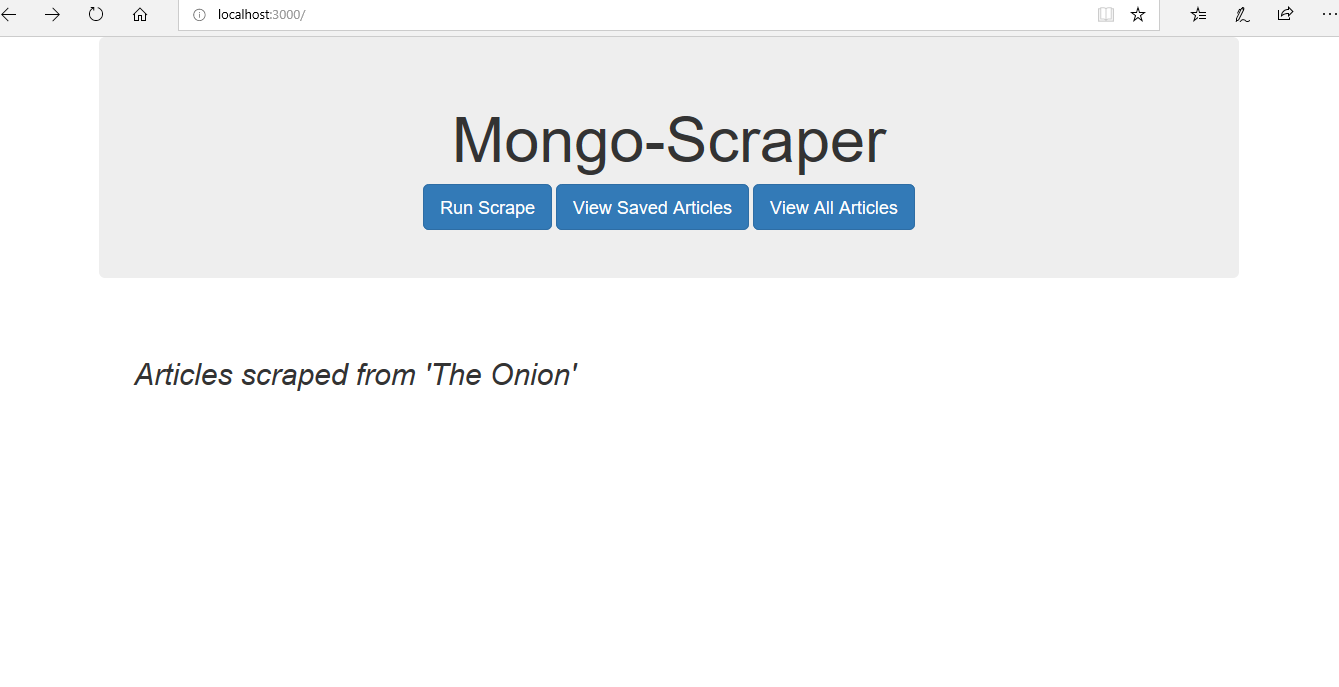 localhost:3000/
Mongo-Scraper
Run Scrape View Saved Articles View All Articles
Articles scraped from 'The Onion'